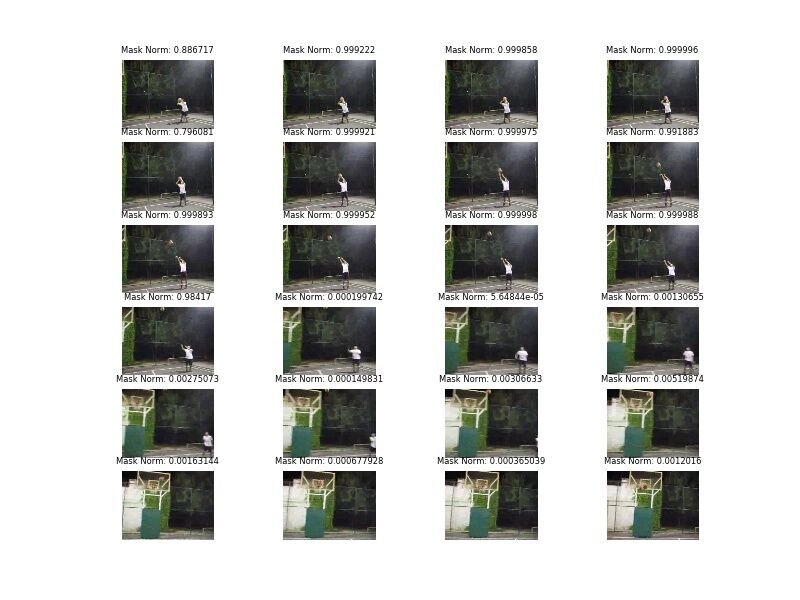 Mask Norm: 0.886717 Mask Norm: 0.999222 Mask Norm: 0.999858 Mask Norm: 0.999996
Mask Norm: 0.796081 Mask Norm: 0.999921 Mask Norm: 0.999975 Mask Norm: 0.991883
Mask Norm: 0.999893 Mask Norm: 0.999952 Mask Norm: 0.999998 Mask Norm: 0.999988
Mask Norm: 0.98417 Mask Norm: 0.000199742 Mask Norm: 5.64844e-05 Mask Norm: 0.00130655
Mask Norm: 0.00275073 Mask Norm: 0.000149831 Mask Norm: 0.00306633 Mask Norm: 0.00519874
Mask Norm: 0.00163144 Mask Norm: 0.000677928 Mask Norm: 0.000365039 Mask Norm: 0.0012016